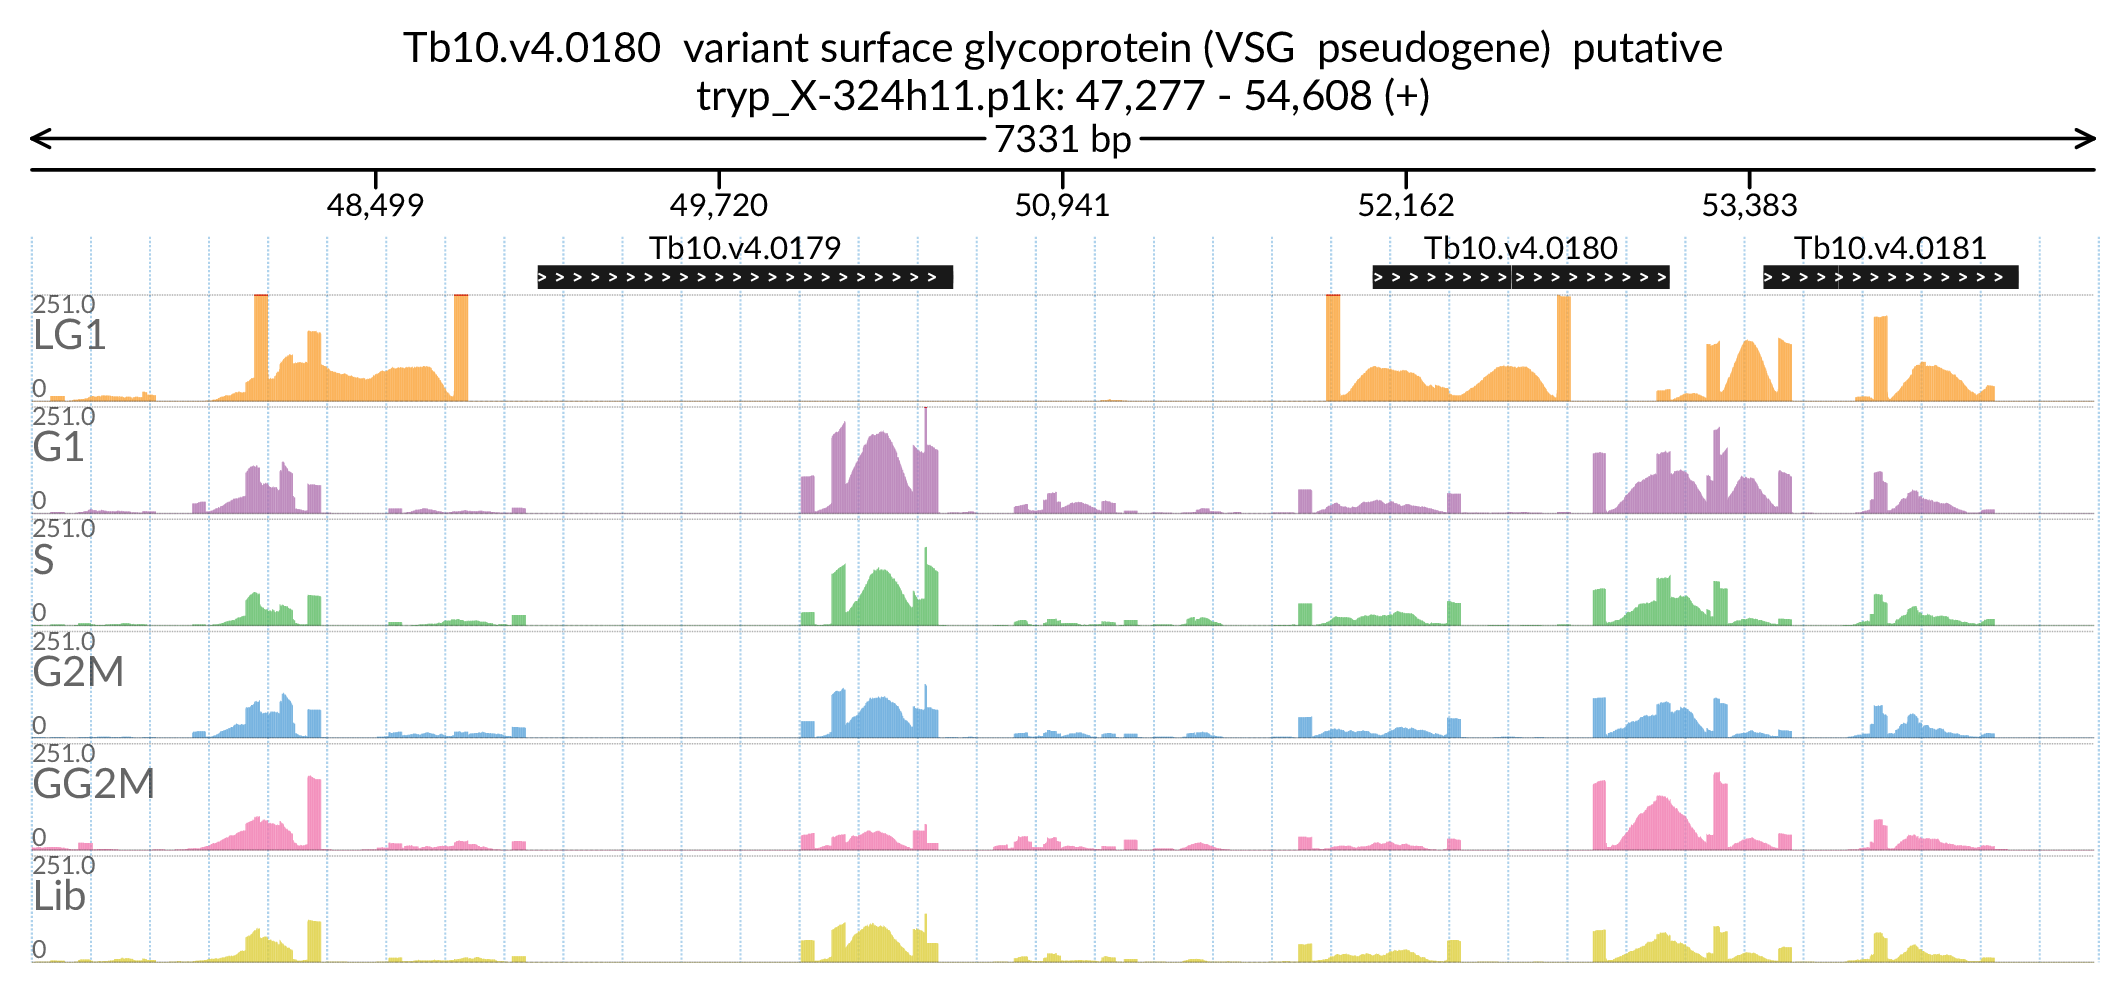 Tb10.v4.0180  variant surface glycoprotein (VSG  pseudogene)  putative
tryp_X-324h11.p1k: 47,277 - 54,608 (+)
7331 bp
48,499 49,720 50,941 52,162 53,383
Tb10.v4.0179 Tb10.v4.0180 Tb10.v4.0181
251.0
LG1
0
251.0
G1
0
251.0
S
0
251.0
G2M
0
251.0
GG2M
0
251.0
Lib
0